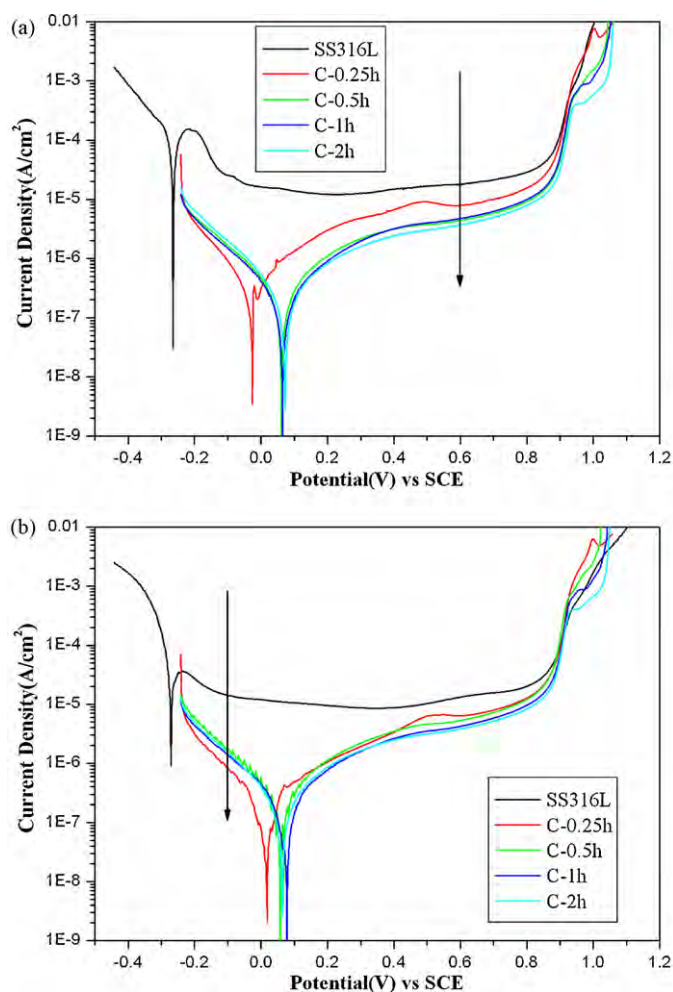 (a)
0.01
1E-3
1E-4
1E-5
1E-6
1E-7
1E-8
1E-9
Current Density(A/cm²)
SS316L
C-0.25h
C-0.5h
C-1h
C-2h
-0.4 -0.2 0.0 0.2 0.4 0.6 0.8 1.0 1.2
Potential(V) vs SCE
(b)
0.01
1E-3
1E-4
1E-5
1E-6
1E-7
1E-8
1E-9
Current Density(A/cm²)
SS316L
C-0.25h
C-0.5h
C-1h
C-2h
-0.4 -0.2 0.0 0.2 0.4 0.6 0.8 1.0 1.2
Potential(V) vs SCE